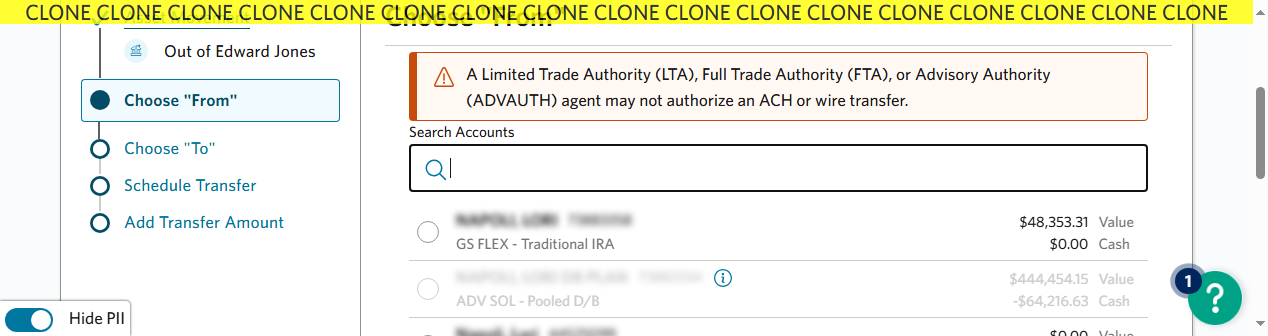 CLONE CLONE CLONE CLONE CLONE CLONE CLONE CLONE CLONE CLONE CLONE CLONE CLONE CLONE CLONE CLONE CLONE
Choose "From"
Out of Edward Jones
Choose "From"
Choose "To"
Schedule Transfer
Add Transfer Amount
Hide PII
A Limited Trade Authority (LTA), Full Trade Authority (FTA), or Advisory Authority
(ADVAUTH) agent may not authorize an ACH or wire transfer.
Search Accounts
$48,353.31 Value
GS FLEX - Traditional IRA $0.00 Cash
$444,454.15 Value
ADV SOL - Pooled D/B -$64,216.63 Cash
$0.00 Value
1
?